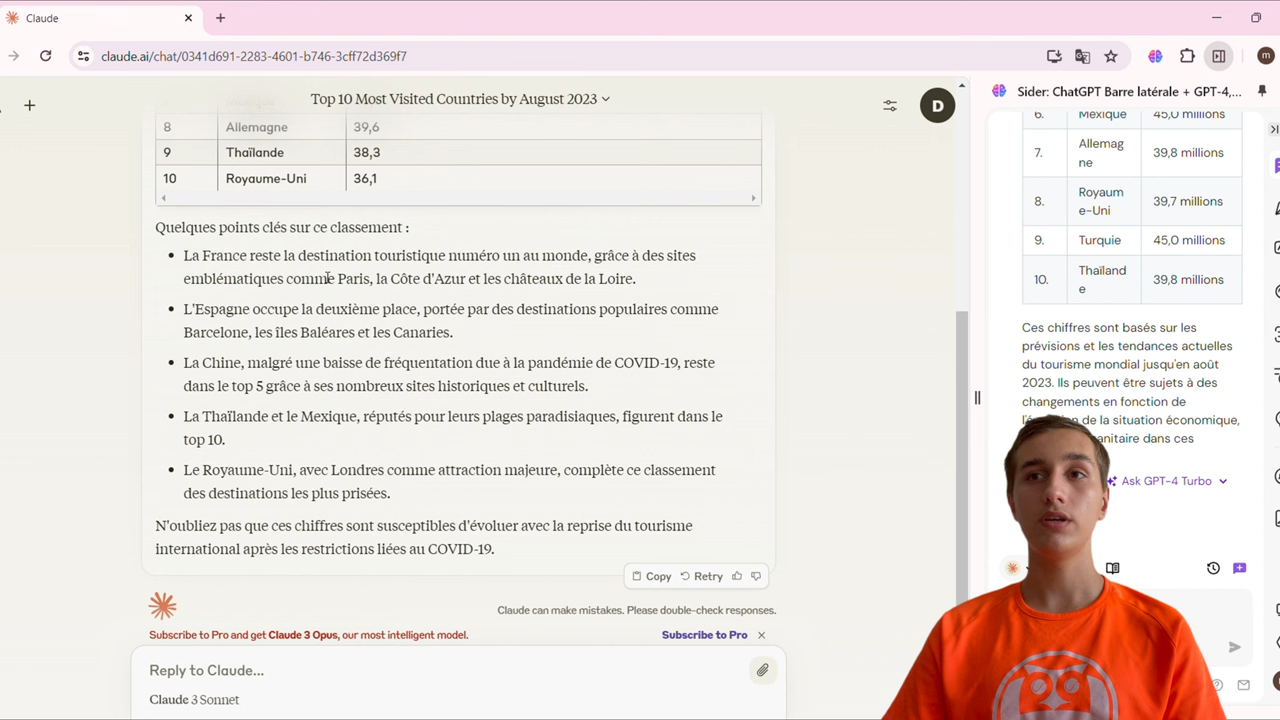 Claude
claude.ai/chat/0341d691-2283-4601-b746-3cff72d369f7
m
Top 10 Most Visited Countries by August 2023
D
8 Allemagne 39,6
9 Thaïlande 38,3
10 Royaume-Uni 36,1
Quelques points clés sur ce classement :
• La France reste la destination touristique numéro un au monde, grâce à des sites
emblématiques comme Paris, la Côte d'Azur et les châteaux de la Loire.
• L'Espagne occupe la deuxième place, portée par des destinations populaires comme
Barcelone, les îles Baléares et les Canaries.
• La Chine, malgré une baisse de fréquentation due à la pandémie de COVID-19, reste
dans le top 5 grâce à ses nombreux sites historiques et culturels.
• La Thaïlande et le Mexique, réputés pour leurs plages paradisiaques, figurent dans le
top 10.
• Le Royaume-Uni, avec Londres comme attraction majeure, complète ce classement
des destinations les plus prisées.
N'oubliez pas que ces chiffres sont susceptibles d'évoluer avec la reprise du tourisme
international après les restrictions liées au COVID-19.
Copy Retry
Claude can make mistakes. Please double-check responses.
Subscribe to Pro and get Claude 3 Opus, our most intelligent model.
Subscribe to Pro
Reply to Claude...
Claude 3 Sonnet
Sider: ChatGPT Barre latérale + GPT-4,...
6. Mexique 45,0 millions
7. Allemag
ne 39,8 millions
8. Royaum
e-Uni 39,7 millions
9. Turquie 45,0 millions
10. Thaïland
e 39,8 millions
Ces chiffres sont basés sur les
prévisions et les tendances actuelles
du tourisme mondial jusqu'en août
2023. Ils peuvent être sujets à des
changements en fonction de
de la situation économique,
dans ces
Ask GPT-4 Turbo